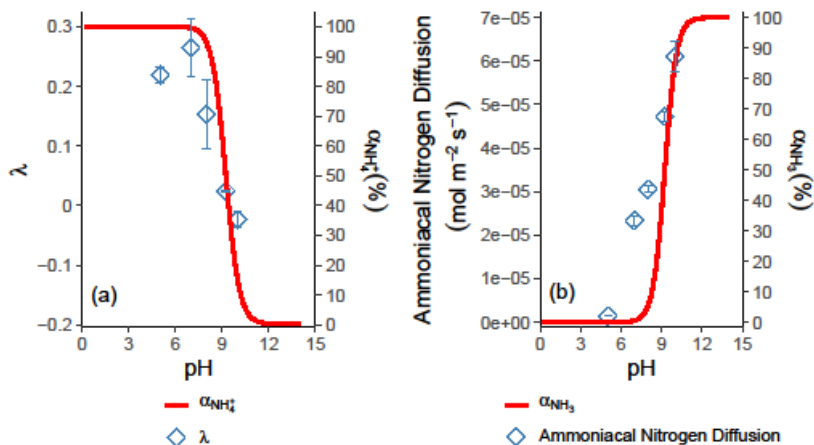 0.3
0.2
0.1
0
−0.1
−0.2
λ
(a)
100
90
80
70
60
50
40
30
20
10
0
αNH₄⁺(%)
0 3 6 9 12 15
pH
α_NH₄⁺
λ
7e−05
6e−05
5e−05
4e−05
3e−05
2e−05
1e−05
0e+00
Ammoniacal Nitrogen Diffusion
(mol m⁻² s⁻¹)
(b)
100
90
80
70
60
50
40
30
20
10
0
αNH₃(%)
0 3 6 9 12 15
pH
α_NH₃
Ammoniacal Nitrogen Diffusion